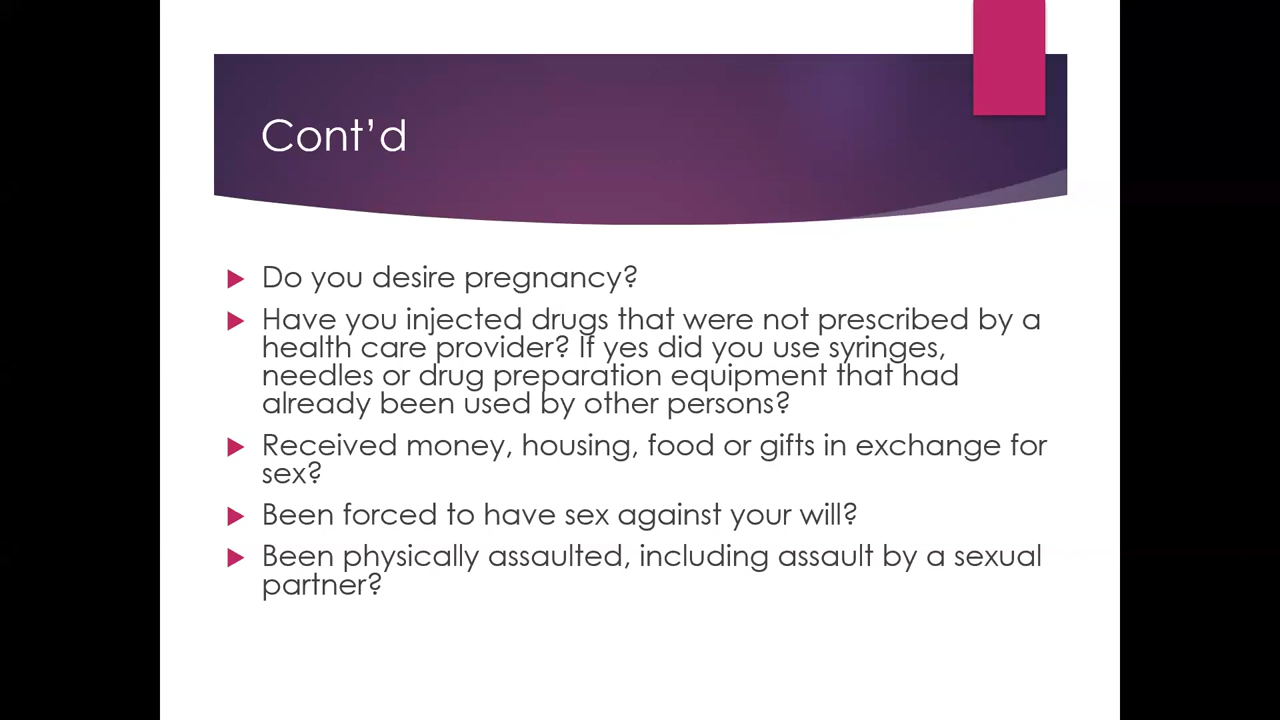 Cont’d
Do you desire pregnancy?
Have you injected drugs that were not prescribed by a
health care provider? If yes did you use syringes,
needles or drug preparation equipment that had
already been used by other persons?
Received money, housing, food or gifts in exchange for
sex?
Been forced to have sex against your will?
Been physically assaulted, including assault by a sexual
partner?